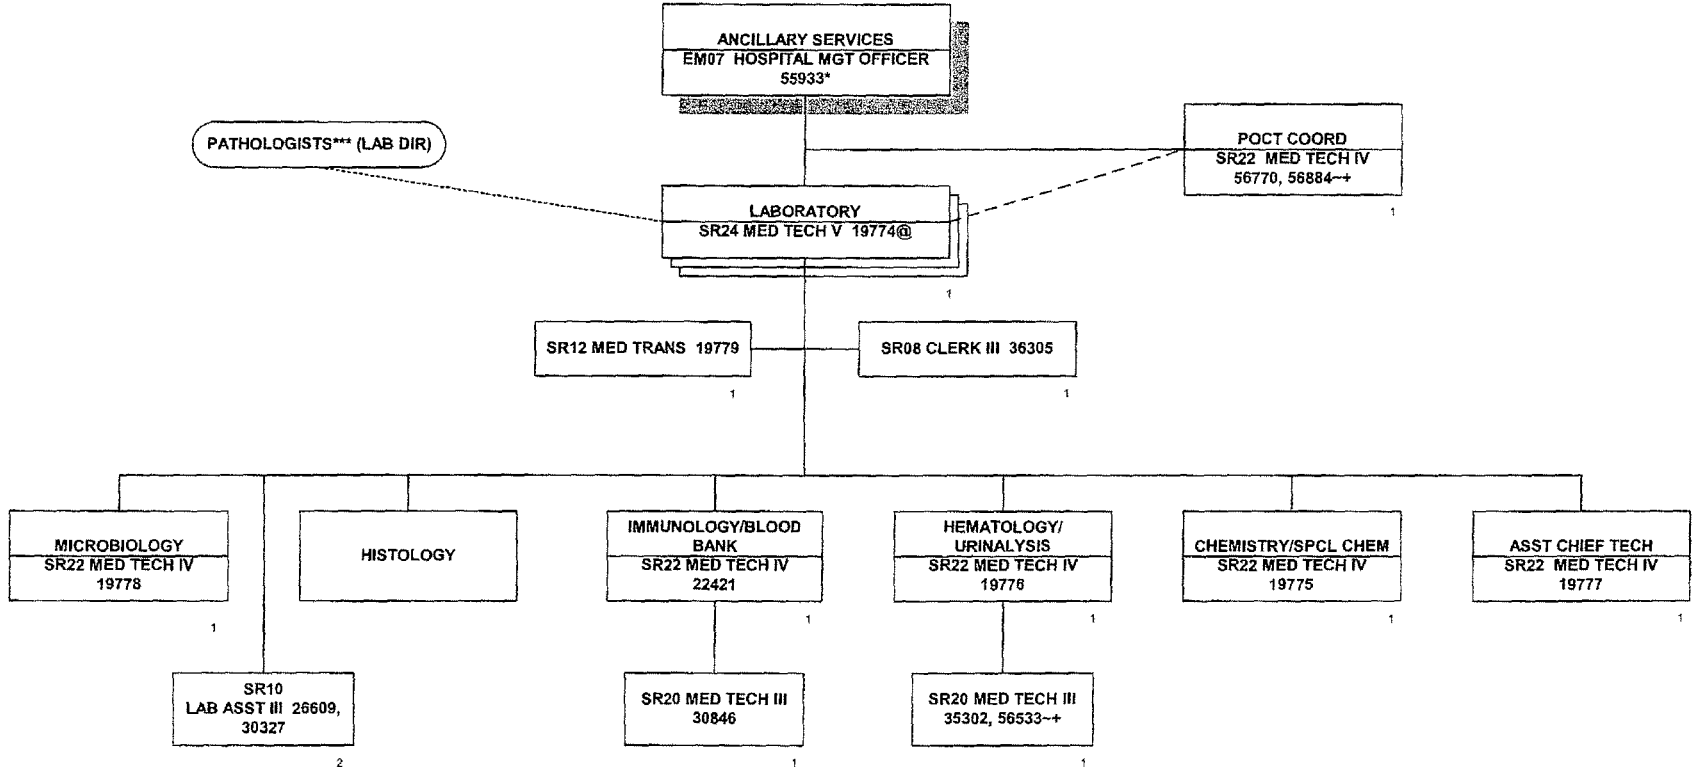 ANCILLARY SERVICES
EM07 HOSPITAL MGT OFFICER
55933*
PATHOLOGISTS*** (LAB DIR)
POCT COORD
SR22 MED TECH IV
56770, 56884~+
1
LABORATORY
SR24 MED TECH V 19774@
1
SR12 MED TRANS 19779
1
SR08 CLERK III 36305
1
MICROBIOLOGY
SR22 MED TECH IV
19778
1
HISTOLOGY
IMMUNOLOGY/BLOOD
BANK
SR22 MED TECH IV
22421
1
HEMATOLOGY/
URINALYSIS
SR22 MED TECH IV
19776
1
CHEMISTRY/SPCL CHEM
SR22 MED TECH IV
19775
1
ASST CHIEF TECH
SR22 MED TECH IV
19777
1
SR10
LAB ASST III 26609,
30327
2
SR20 MED TECH III
30846
1
SR20 MED TECH III
35302, 56533~+
1